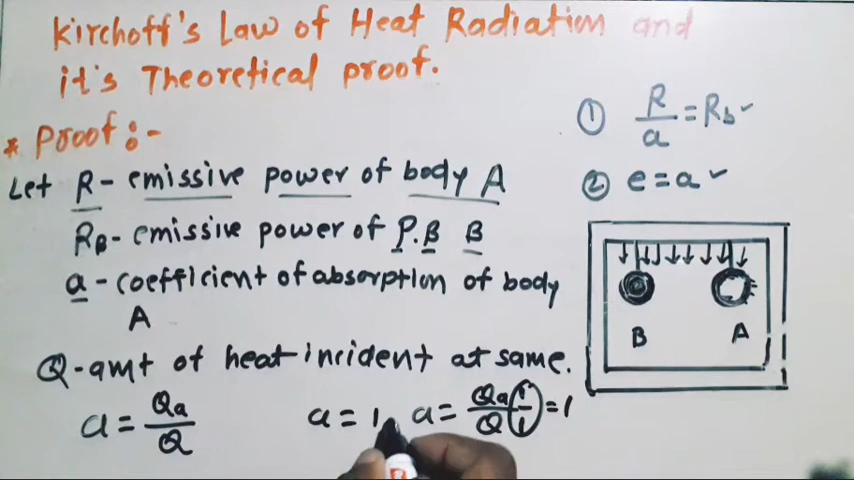 Kirchoff's Law of Heat Radiation and
it's Theoretical proof.
* Proof:-
Let R- emissive power of body A
RB- emissive power of P.B B
a - coefficient of absorption of body
A
Q-amt of heat incident at same.
a = Qa/Q
a = 1
a = Qa/Q 1/1 = 1
① R/a = Rb ✓
② e = a ✓
B
A